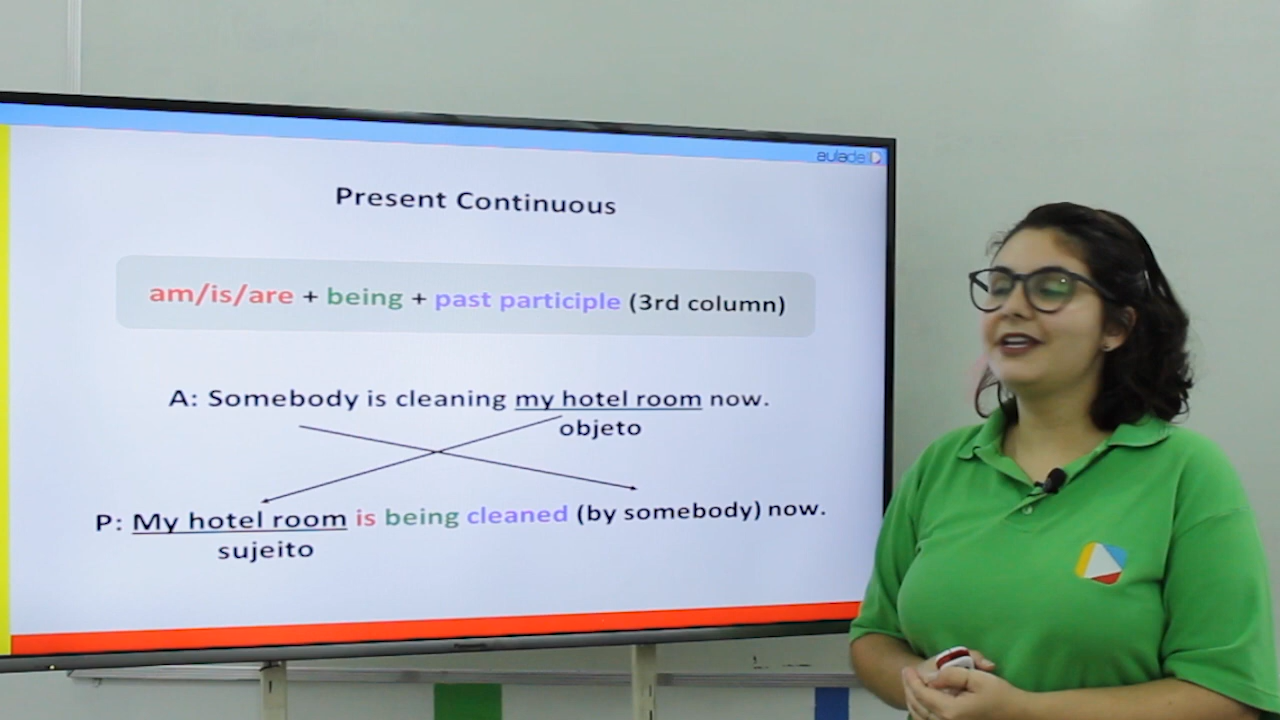 aulade
Present Continuous
am/is/are + being + past participle (3rd column)
A: Somebody is cleaning my hotel room now.
objeto
P: My hotel room is being cleaned (by somebody) now.
sujeito
Panasonic